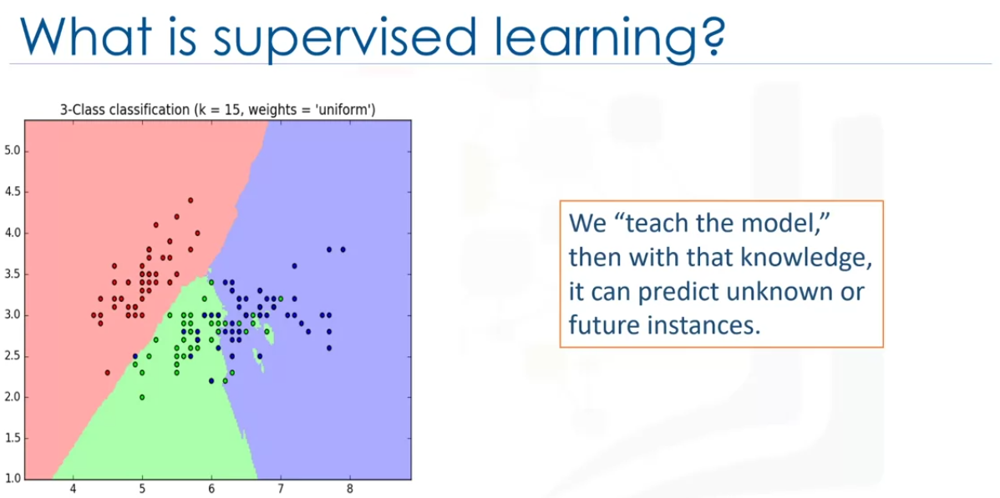 What is supervised learning?
3-Class classification (k = 15, weights = 'uniform')
5.0
4.5
4.0
3.5
3.0
2.5
2.0
1.5
1.0
4 5 6 7 8
We “teach the model,”
then with that knowledge,
it can predict unknown or
future instances.